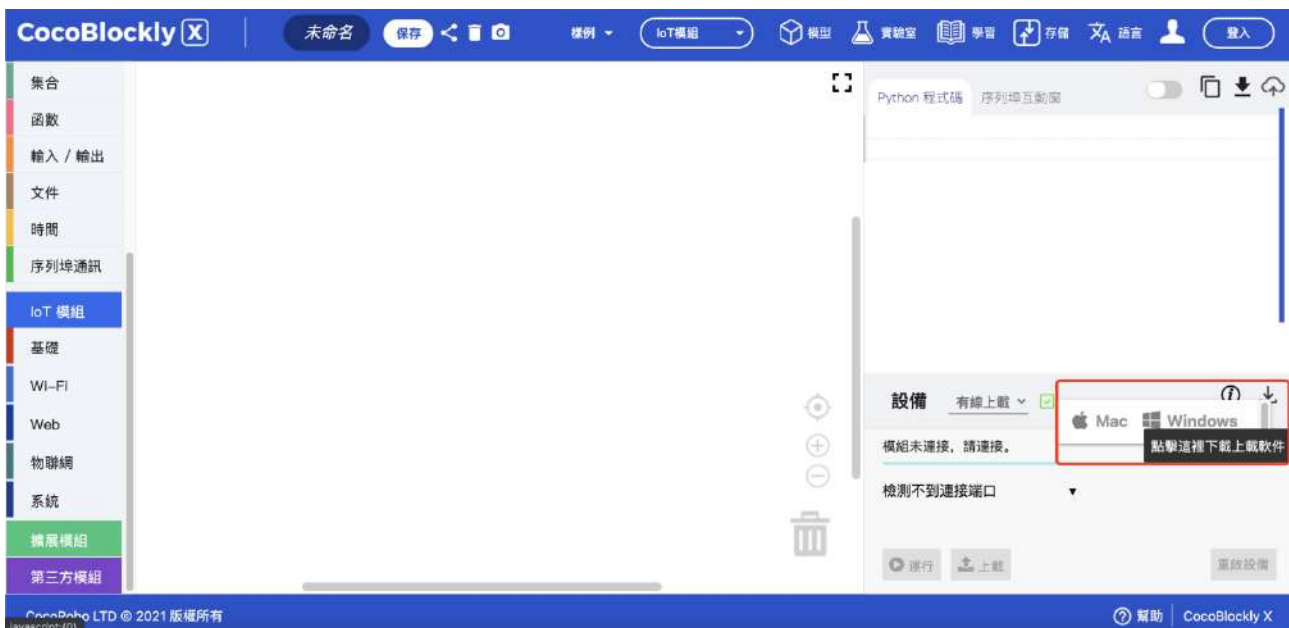 CocoBlockly X
未命名
保存
樣例
IoT模組
模型
實驗室
學習
存儲
文A 語言
登入
集合
函數
輸入 / 輸出
文件
時間
序列埠通訊
IoT 模組
基礎
Wi-Fi
Web
物聯網
系統
擴展模組
第三方模組
Python 程式碼
序列埠互動窗
設備
有線上載
Mac
Windows
點擊這裡下載上載軟件
模組未連接，請連接。
檢測不到連接端口
運行
上載
重啟設備
CocoRobo LTD © 2021 版權所有
javascript:{0}
幫助
CocoBlockly X